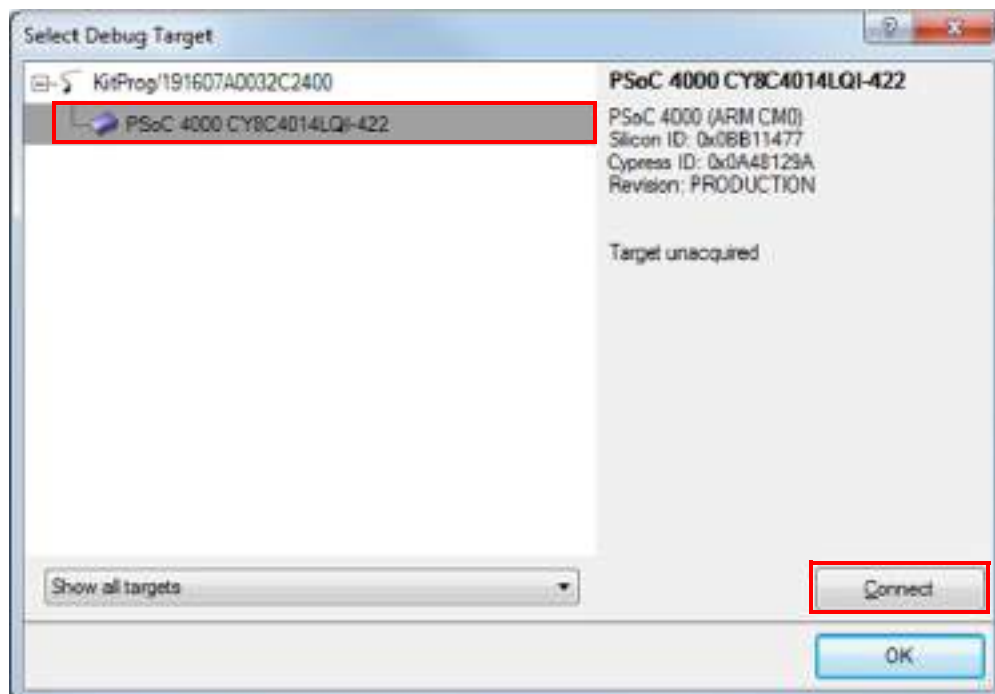 Select Debug Target
KitProg/191607A0032C2400
PSoC 4000 CY8C4014LQI-422
PSoC 4000 CY8C4014LQI-422
PSoC 4000 (ARM CM0)
Silicon ID: 0x0BB11477
Cypress ID: 0x0A48129A
Revision: PRODUCTION
Target unacquired
Show all targets
Connect
OK